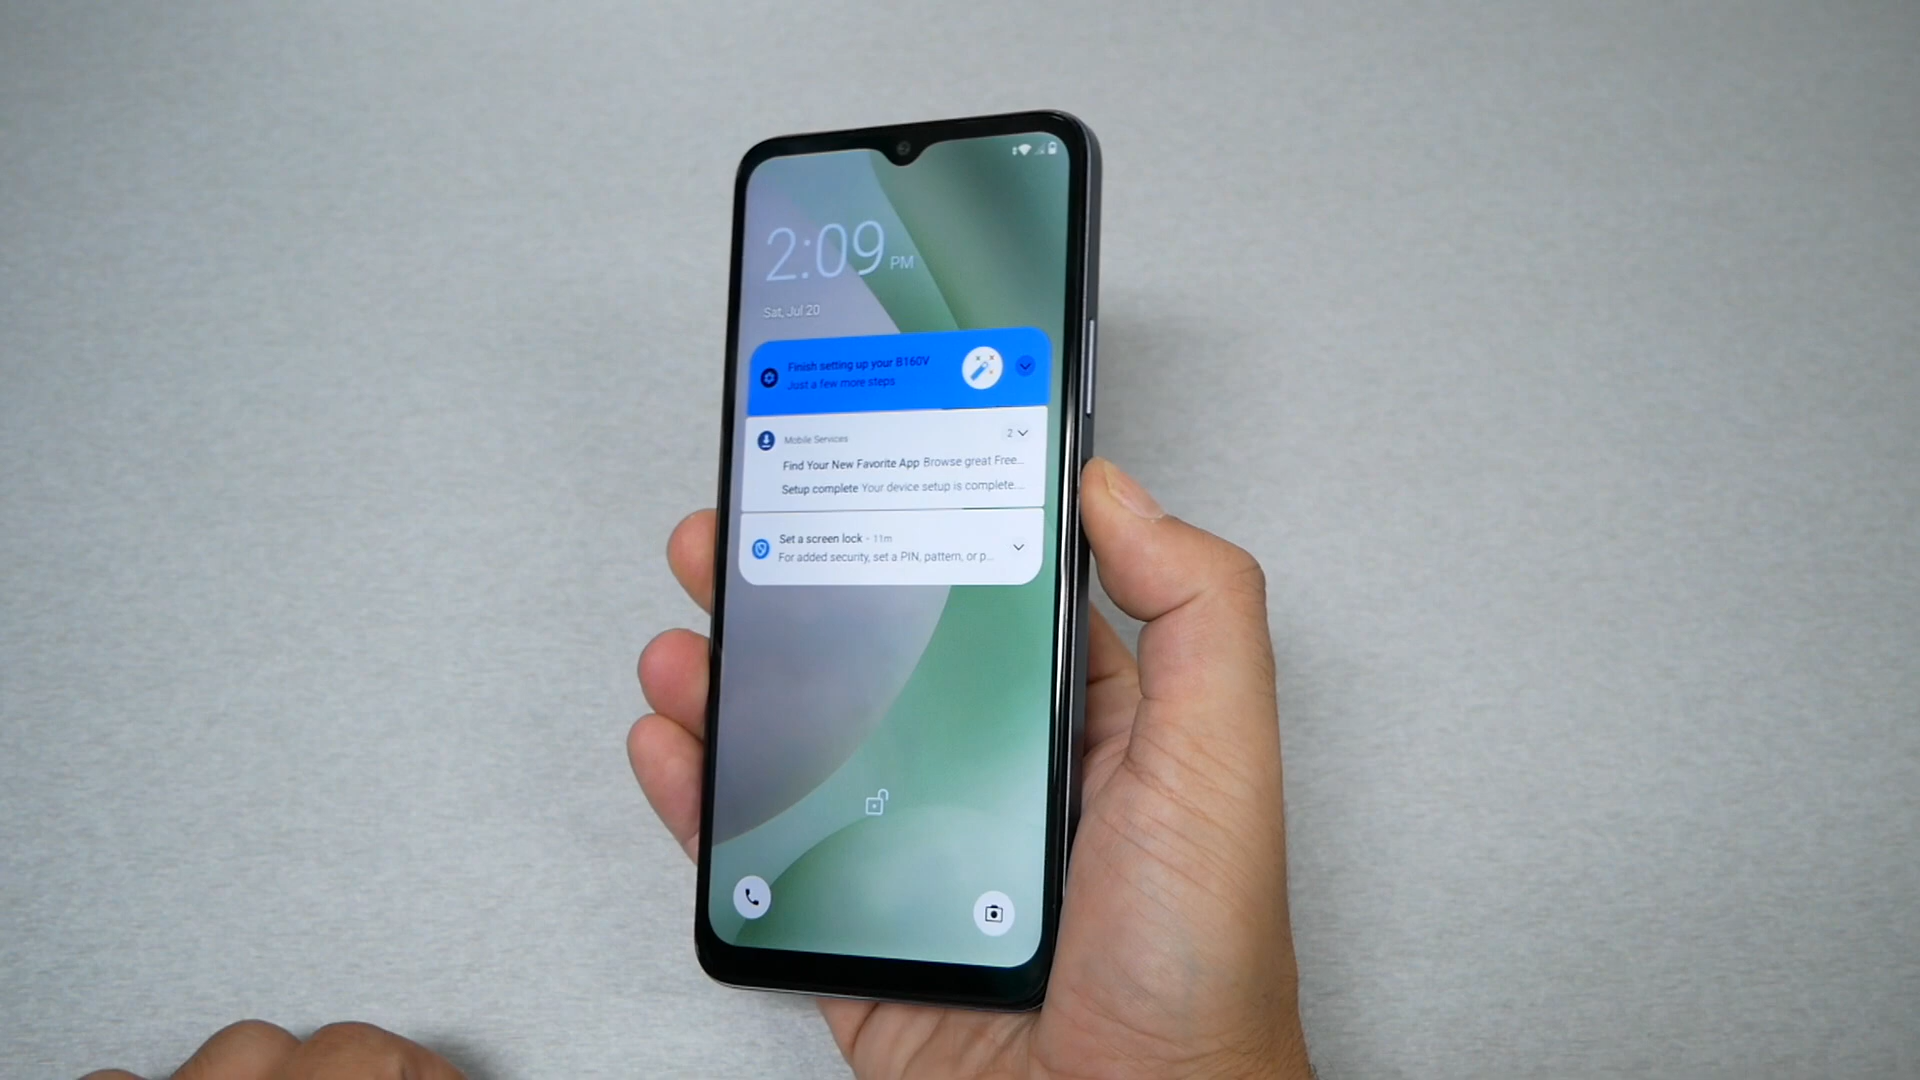 2:09 PM
Sat, Jul 20
Finish setting up your B160V
Just a few more steps
Mobile Services
2
Find Your New Favorite App Browse great Free...
Setup complete Your device setup is complete....
Set a screen lock - 11m
For added security, set a PIN, pattern, or p...